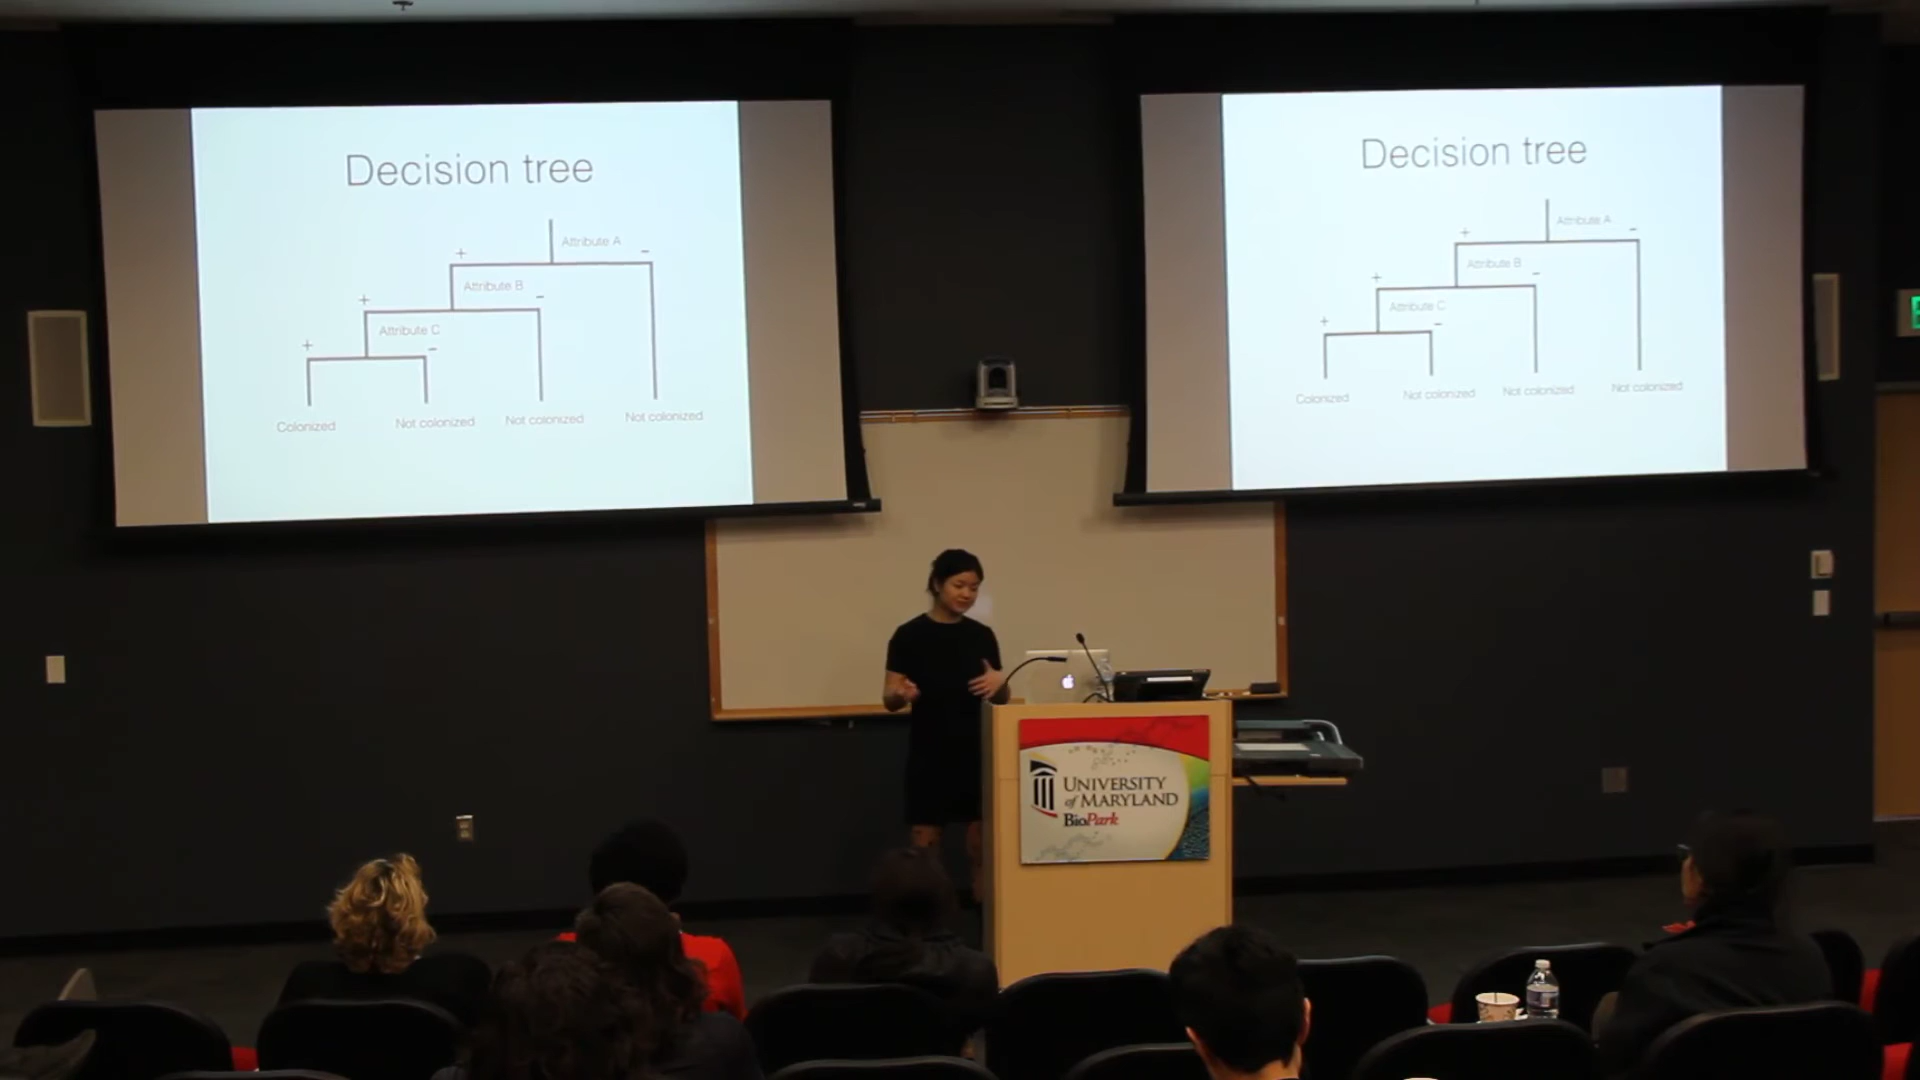 Decision tree
Attribute A
+
-
Attribute B
+
-
Attribute C
+
-
Colonized
Not colonized
Not colonized
Not colonized
Decision tree
Attribute A
+
-
Attribute B
+
-
Attribute C
+
-
Colonized
Not colonized
Not colonized
Not colonized
UNIVERSITY
of MARYLAND
BioPark